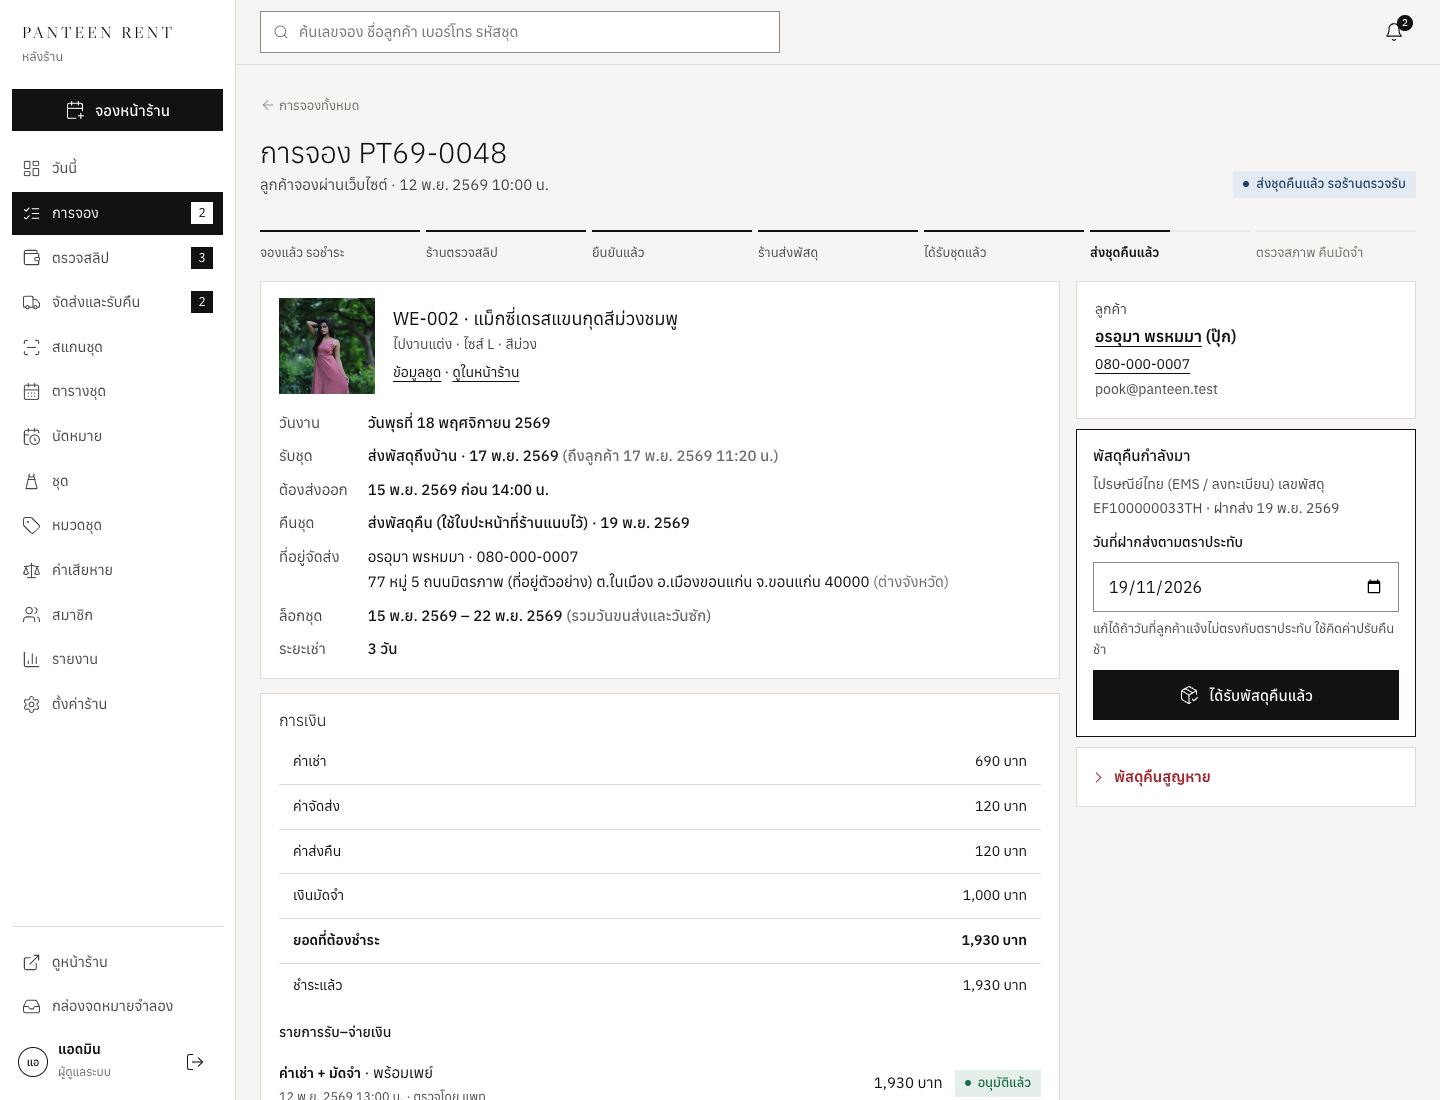 PANTEEN RENT
หลังร้าน
จองหน้าร้าน
วันนี้
การจอง 2
ตรวจสลิป 3
จัดส่งและรับคืน 2
สแกนชุด
ตารางชุด
นัดหมาย
ชุด
หมวดชุด
ค่าเสียหาย
สมาชิก
รายงาน
ตั้งค่าร้าน
ดูหน้าร้าน
กล่องจดหมายจำลอง
แอ
แอดมิน
ผู้ดูแลระบบ
ค้นเลขจอง ชื่อลูกค้า เบอร์โทร รหัสชุด
2
การจองทั้งหมด
การจอง PT69-0048
ลูกค้าจองผ่านเว็บไซต์ · 12 พ.ย. 2569 10:00 น.
ส่งชุดคืนแล้ว รอร้านตรวจรับ
จองแล้ว รอชำระ
ร้านตรวจสลิป
ยืนยันแล้ว
ร้านส่งพัสดุ
ได้รับชุดแล้ว
ส่งชุดคืนแล้ว
ตรวจสภาพ คืนมัดจำ
WE-002 · แม็กซี่เดรสแขนกุดสีม่วงชมพู
ไปงานแต่ง · ไซส์ L · สีม่วง
ข้อมูลชุด · ดูในหน้าร้าน
วันงาน วันพุธที่ 18 พฤศจิกายน 2569
รับชุด ส่งพัสดุถึงบ้าน · 17 พ.ย. 2569 (ถึงลูกค้า 17 พ.ย. 2569 11:20 น.)
ต้องส่งออก 15 พ.ย. 2569 ก่อน 14:00 น.
คืนชุด ส่งพัสดุคืน (ใช้ใบปะหน้าที่ร้านแนบไว้) · 19 พ.ย. 2569
ที่อยู่จัดส่ง อรอุมา พรหมมา · 080-000-0007
77 หมู่ 5 ถนนมิตรภาพ (ที่อยู่ตัวอย่าง) ต.ในเมือง อ.เมืองขอนแก่น จ.ขอนแก่น 40000 (ต่างจังหวัด)
ล็อกชุด 15 พ.ย. 2569 – 22 พ.ย. 2569 (รวมวันขนส่งและวันซัก)
ระยะเช่า 3 วัน
การเงิน
ค่าเช่า 690 บาท
ค่าจัดส่ง 120 บาท
ค่าส่งคืน 120 บาท
เงินมัดจำ 1,000 บาท
ยอดที่ต้องชำระ 1,930 บาท
ชำระแล้ว 1,930 บาท
รายการรับ–จ่ายเงิน
ค่าเช่า + มัดจำ · พร้อมเพย์ 1,930 บาท อนุมัติแล้ว
12 พ.ย. 2569 13:00 น. · ตรวจโดย แพท
ลูกค้า
อรอุมา พรหมมา (ปุ๊ก)
080-000-0007
pook@panteen.test
พัสดุคืนกำลังมา
ไปรษณีย์ไทย (EMS / ลงทะเบียน) เลขพัสดุ
EF100000033TH · ฝากส่ง 19 พ.ย. 2569
วันที่ฝากส่งตามตราประทับ
19/11/2026
แก้ได้ถ้าวันที่ลูกค้าแจ้งไม่ตรงกับตราประทับ ใช้คิดค่าปรับคืน
ช้า
ได้รับพัสดุคืนแล้ว
พัสดุคืนสูญหาย